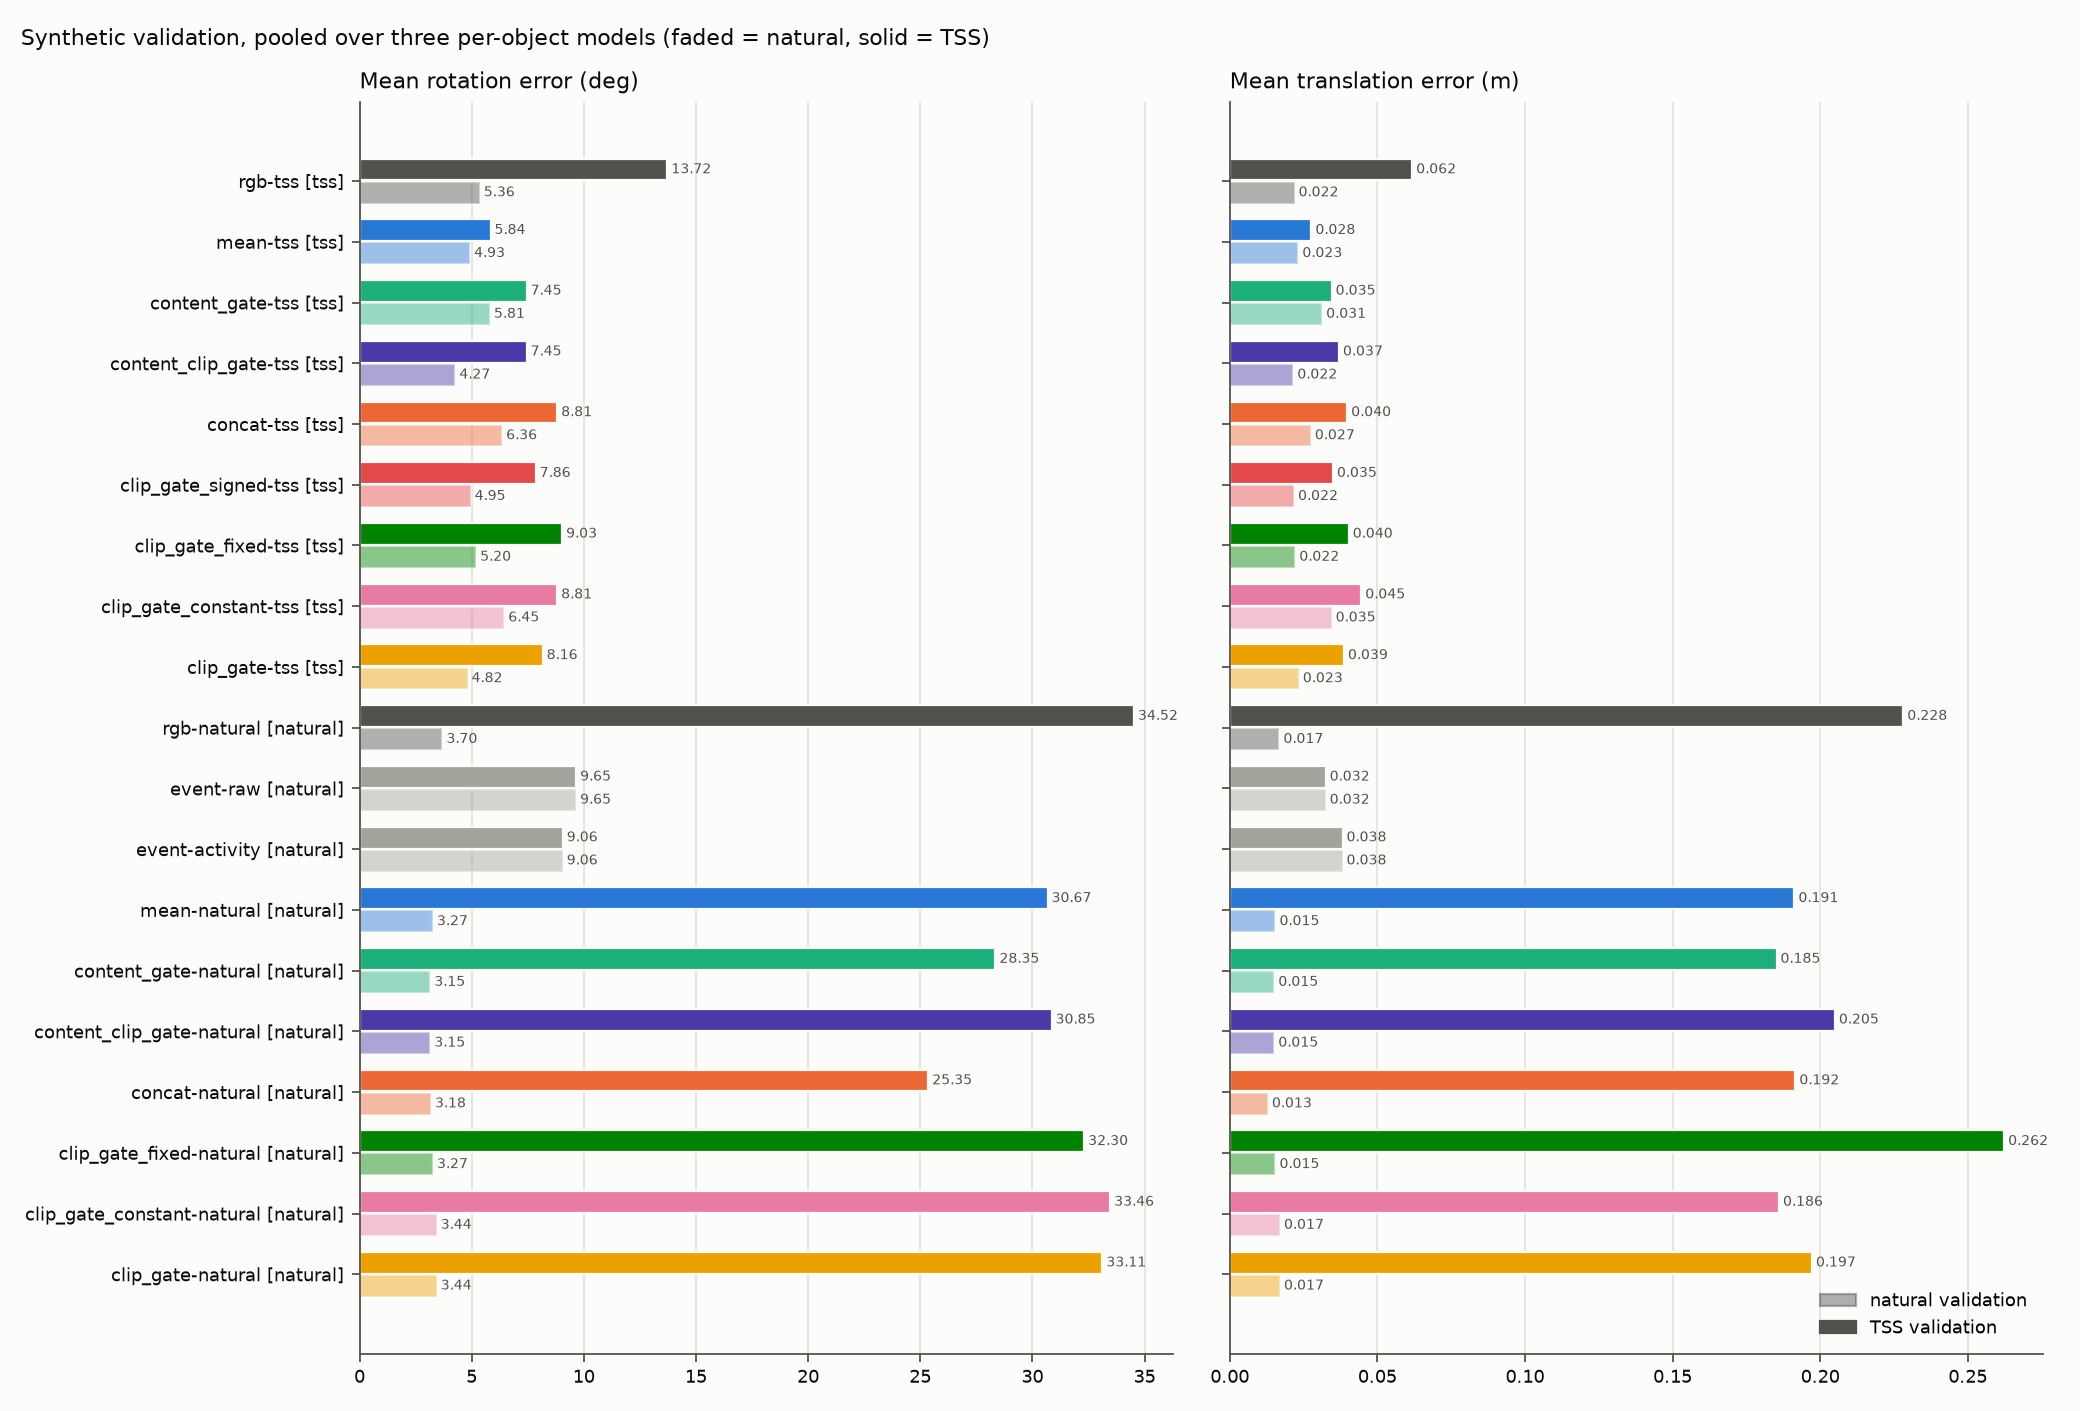 Synthetic validation, pooled over three per-object models (faded = natural, solid = TSS)
Mean rotation error (deg)
Mean translation error (m)
rgb-tss [tss] 13.72 5.36 0.062 0.022
mean-tss [tss] 5.84 4.93 0.028 0.023
content_gate-tss [tss] 7.45 5.81 0.035 0.031
content_clip_gate-tss [tss] 7.45 4.27 0.037 0.022
concat-tss [tss] 8.81 6.36 0.040 0.027
clip_gate_signed-tss [tss] 7.86 4.95 0.035 0.022
clip_gate_fixed-tss [tss] 9.03 5.20 0.040 0.022
clip_gate_constant-tss [tss] 8.81 6.45 0.045 0.035
clip_gate-tss [tss] 8.16 4.82 0.039 0.023
rgb-natural [natural] 34.52 3.70 0.228 0.017
event-raw [natural] 9.65 9.65 0.032 0.032
event-activity [natural] 9.06 9.06 0.038 0.038
mean-natural [natural] 30.67 3.27 0.191 0.015
content_gate-natural [natural] 28.35 3.15 0.185 0.015
content_clip_gate-natural [natural] 30.85 3.15 0.205 0.015
concat-natural [natural] 25.35 3.18 0.192 0.013
clip_gate_fixed-natural [natural] 32.30 3.27 0.262 0.015
clip_gate_constant-natural [natural] 33.46 3.44 0.186 0.017
clip_gate-natural [natural] 33.11 3.44 0.197 0.017
natural validation
TSS validation
0 5 10 15 20 25 30 35
0.00 0.05 0.10 0.15 0.20 0.25